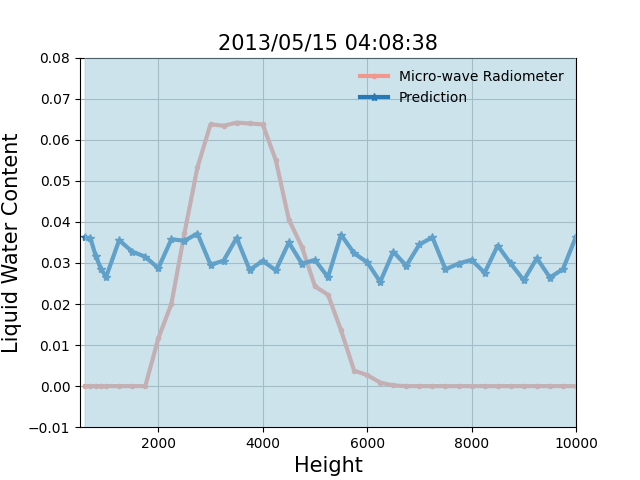 2013/05/15 04:08:38
Micro-wave Radiometer
Prediction
Liquid Water Content
0.08
0.07
0.06
0.05
0.04
0.03
0.02
0.01
0.00
−0.01
2000 4000 6000 8000 10000
Height